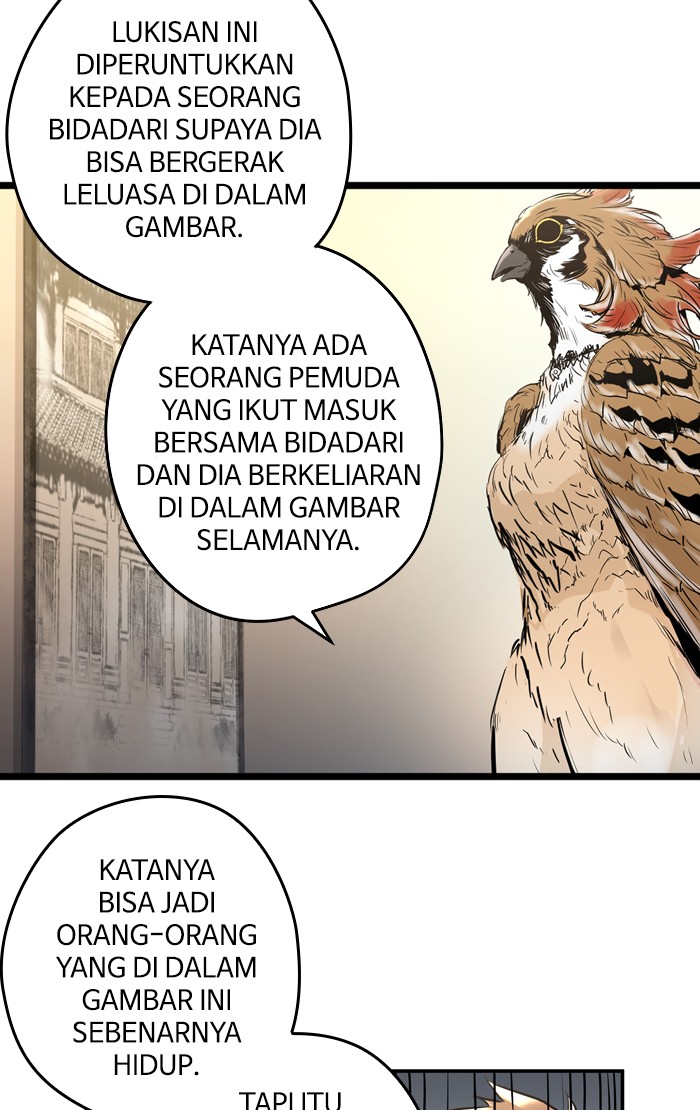 LUKISAN INI
DIPERUNTUKKAN
KEPADA SEORANG
BIDADARI SUPAYA DIA
BISA BERGERAK
LELUASA DI DALAM
GAMBAR.
KATANYA ADA
SEORANG PEMUDA
YANG IKUT MASUK
BERSAMA BIDADARI
DAN DIA BERKELIARAN
DI DALAM GAMBAR
SELAMANYA.
KATANYA
BISA JADI
ORANG-ORANG
YANG DI DALAM
GAMBAR INI
SEBENARNYA
HIDUP.
TAPI ITU